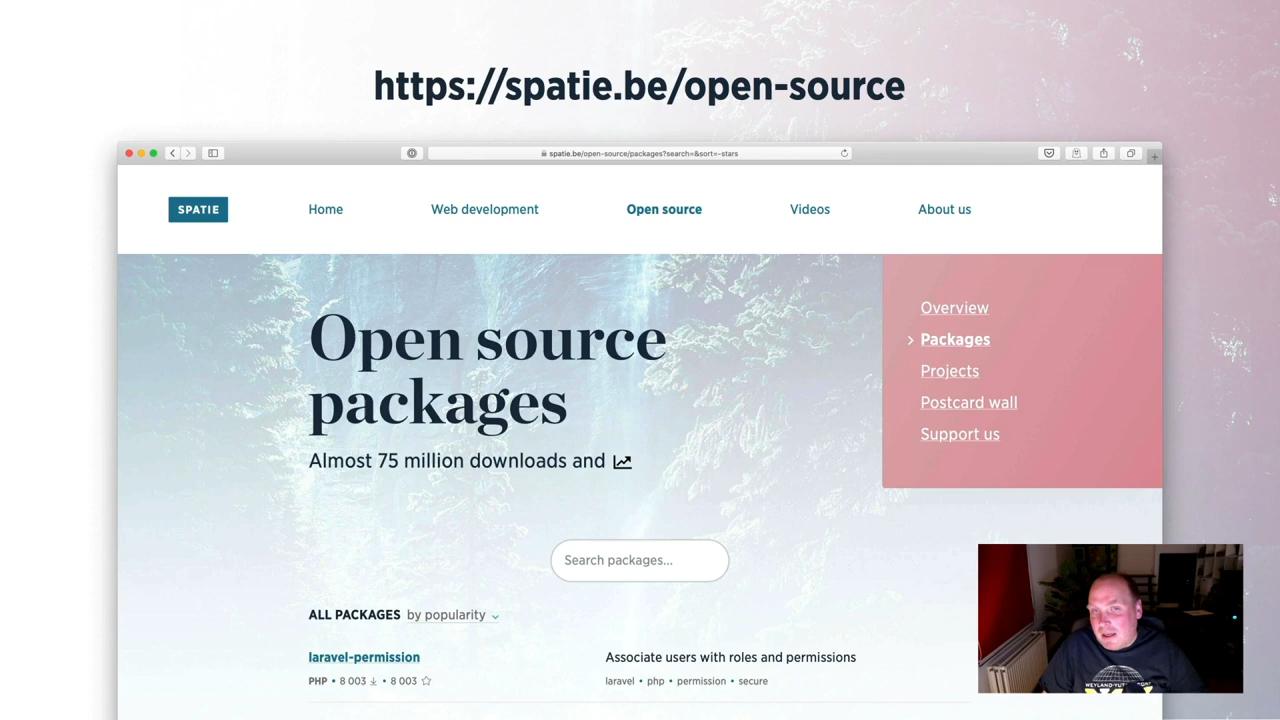 https://spatie.be/open-source
spatie.be/open-source/packages?search=&sort=-stars
SPATIE
Home
Web development
Open source
Videos
About us
Open source
packages
Almost 75 million downloads and
Overview
Packages
Projects
Postcard wall
Support us
Search packages...
ALL PACKAGES by popularity
laravel-permission
Associate users with roles and permissions
PHP • 8 003 • 8 003
laravel • php • permission • secure